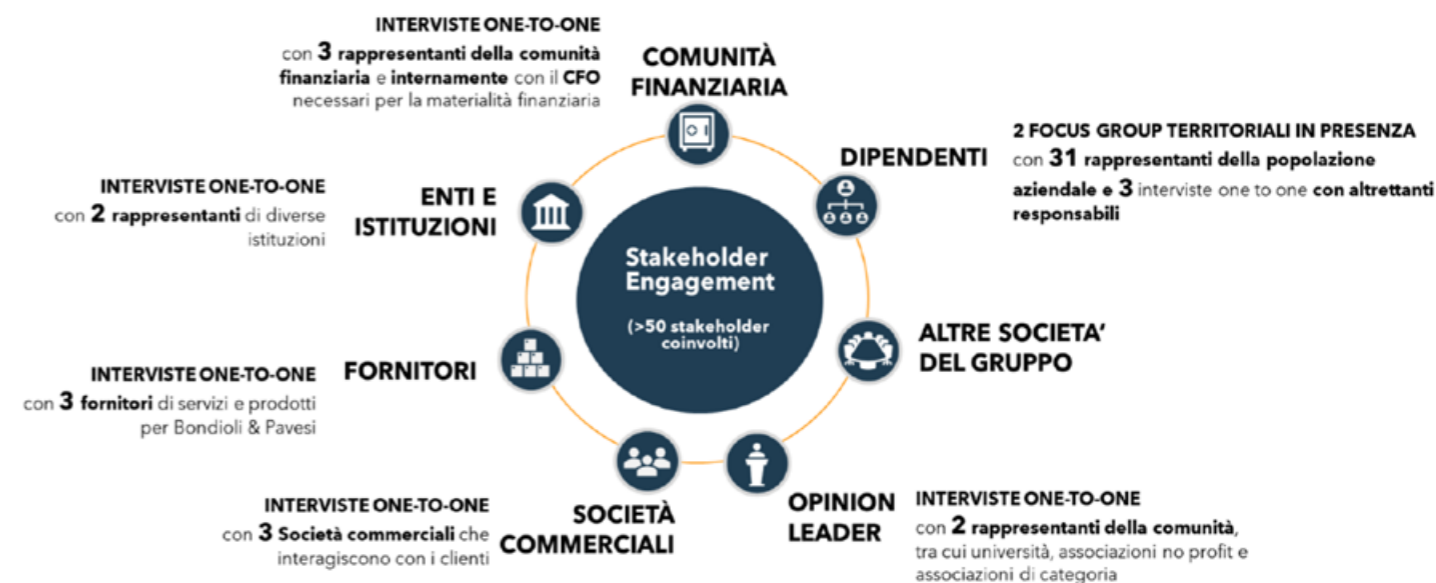 INTERVISTE ONE-TO-ONE
con 3 rappresentanti della comunità
finanziaria e internamente con il CFO
necessari per la materialità finanziaria
COMUNITÀ
FINANZIARIA
2 FOCUS GROUP TERRITORIALI IN PRESENZA
con 31 rappresentanti della popolazione
aziendale e 3 interviste one to one con altrettanti
responsabili
DIPENDENTI
INTERVISTE ONE-TO-ONE
con 2 rappresentanti di diverse
istituzioni
ENTI E
ISTITUZIONI
Stakeholder
Engagement
(>50 stakeholder
coinvolti)
ALTRE SOCIETA'
DEL GRUPPO
INTERVISTE ONE-TO-ONE
con 3 fornitori di servizi e prodotti
per Bondioli & Pavesi
FORNITORI
INTERVISTE ONE-TO-ONE
con 3 Società commerciali che
interagiscono con i clienti
SOCIETÀ
COMMERCIALI
OPINION
LEADER
INTERVISTE ONE-TO-ONE
con 2 rappresentanti della comunità,
tra cui università, associazioni no profit e
associazioni di categoria